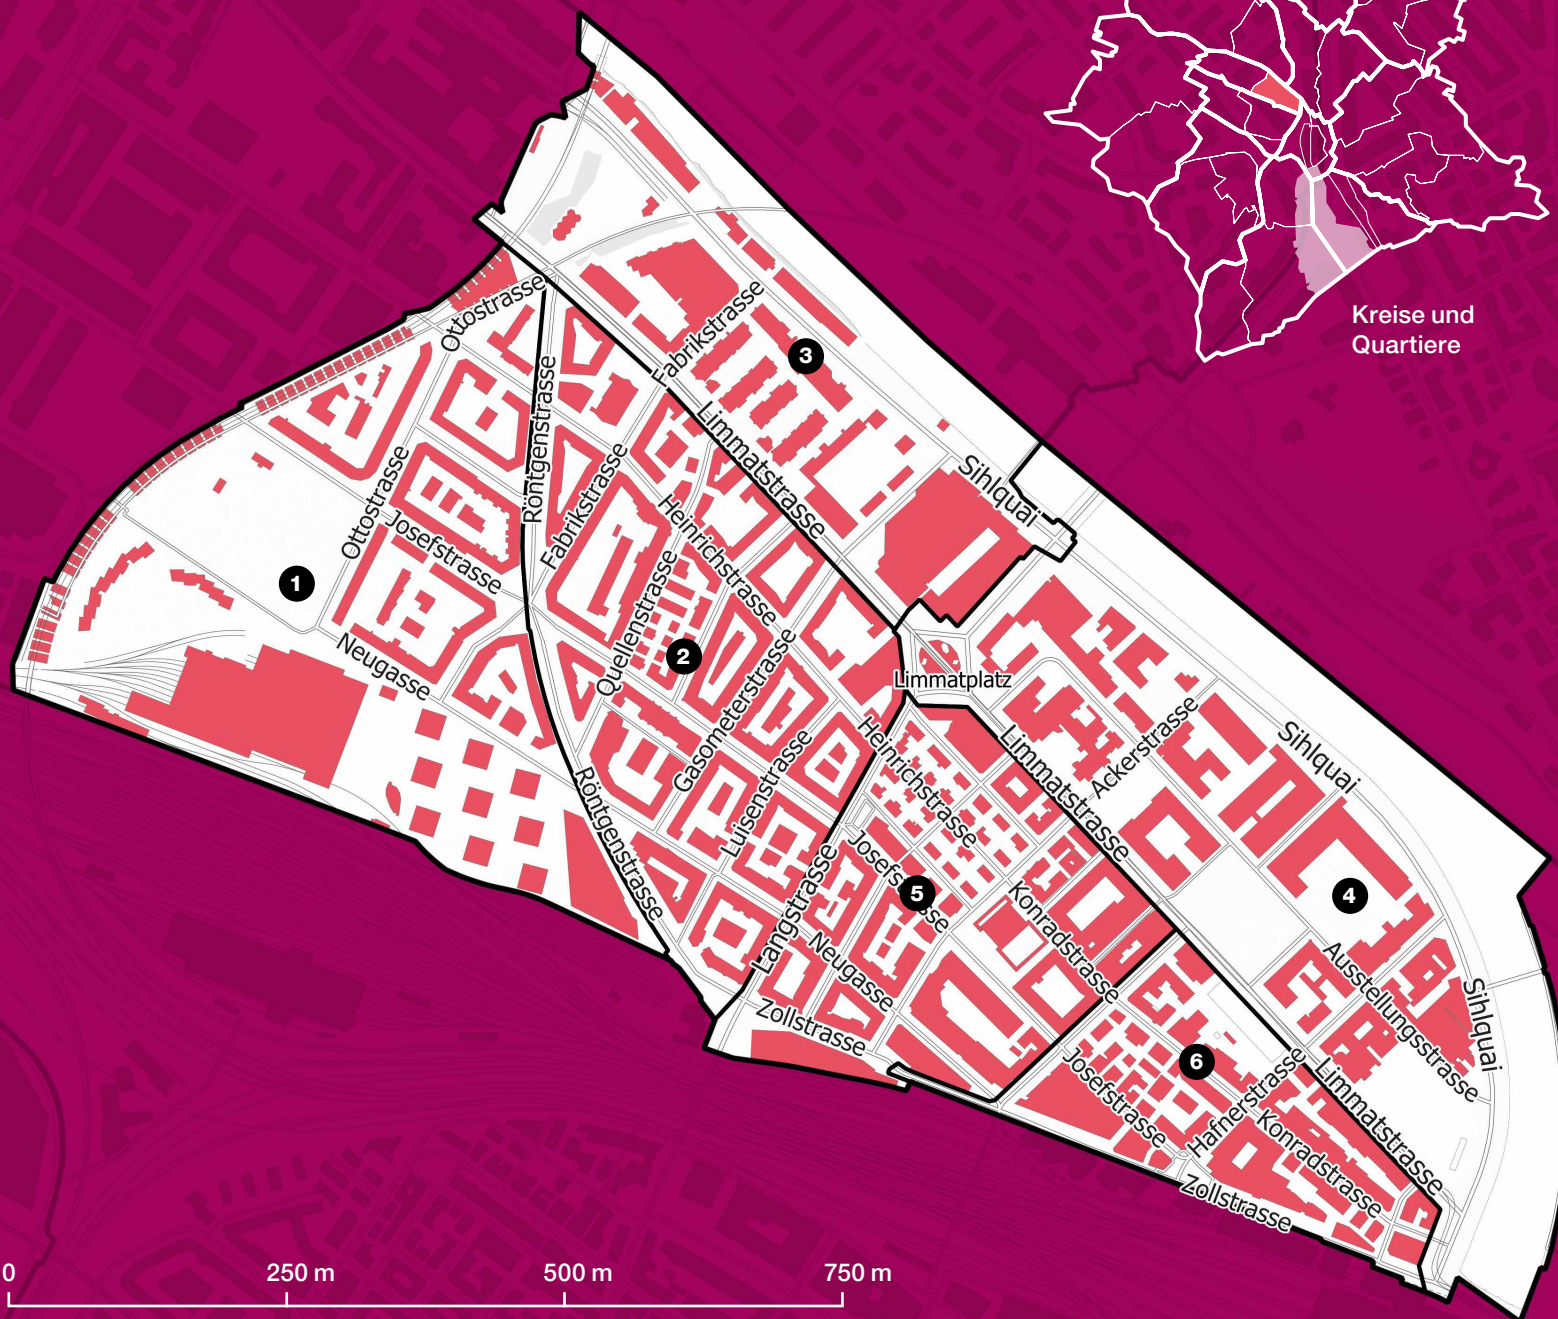 Kreise und
Quartiere
Ottostrasse
Fabrikstrasse
3
Röntgenstrasse
Limmatstrasse
Ottostrasse
Fabrikstrasse
Sihlquai
Heinrichstrasse
Josefstrasse
1
Quellenstrasse
2
Neugasse
Limmatplatz
Gasometerstrasse
Heinrichstrasse
Limmatstrasse
Ackerstrasse
Sihlquai
Luisenstrasse
Röntgenstrasse
Josefstrasse
5
4
Langstrasse
Konradstrasse
Neugasse
Ausstellungsstrasse
Sihlquai
Zollstrasse
6
Josefstrasse
Hafnerstrasse
Limmatstrasse
Konradstrasse
Zollstrasse
0
250 m
500 m
750 m